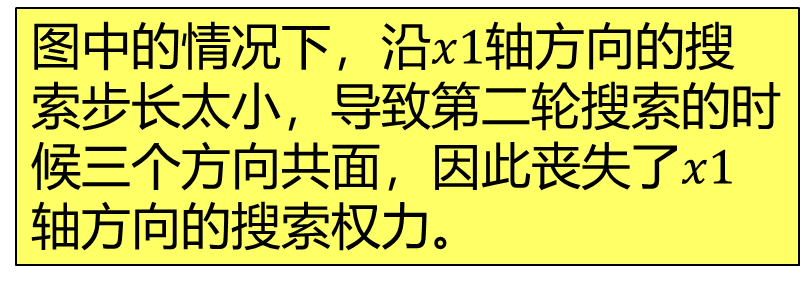 图中的情况下，沿x1轴方向的搜
索步长太小，导致第二轮搜索的时
候三个方向共面，因此丧失了x1
轴方向的搜索权力。